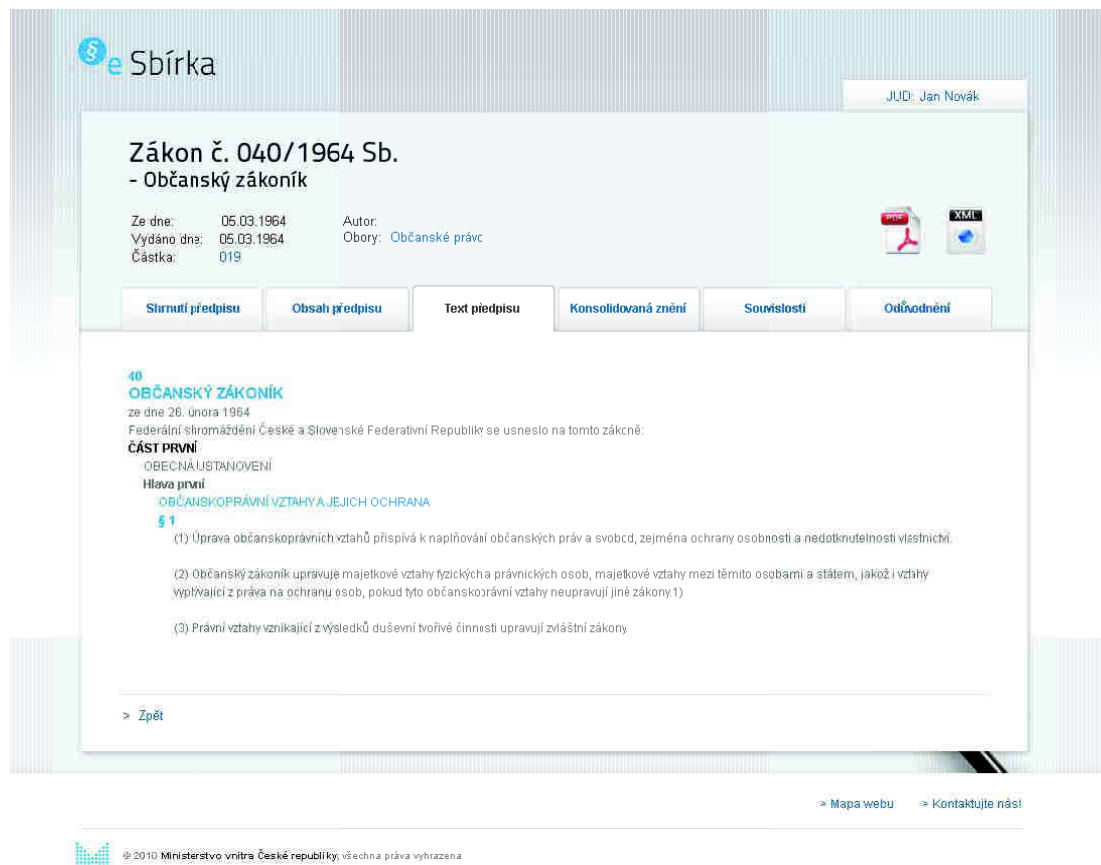 §e Sbírka
JUD: Jan Novák
Zákon č. 040/1964 Sb.
- Občanský zákoník
Ze dne: 05.03.1964 Autor:
Vydáno dne: 05.03.1964 Obory: Občanské právo
Částka: 019
PDF XML
Shrnutí předpisu Obsah předpisu Text předpisu Konsolidovaná znění Souvislosti Odůvodnění
40
OBČANSKÝ ZÁKONÍK
ze dne 26. února 1964
Federální shromáždění České a Slovenské Federativní Republiky se usneslo na tomto zákoně:
ČÁST PRVNÍ
OBECNÁ USTANOVENÍ
Hlava první
OBČANSKOPRÁVNÍ VZTAHY A JEJICH OCHRANA
§ 1
(1) Úprava občanskoprávních vztahů přispívá k naplňování občanských práv a svobod, zejména ochrany osobnosti a nedotknutelnosti vlastnictví.
(2) Občanský zákoník upravuje majetkové vztahy fyzických a právnických osob, majetkové vztahy mezi těmito osobami a státem, jakož i vztahy
vyplývající z práva na ochranu osob, pokud tyto občanskoprávní vztahy neupravují jiné zákony.1)
(3) Právní vztahy vznikající z výsledků duševní tvořivé činnosti upravují zvláštní zákony.
> Zpět
> Mapa webu > Kontaktujte nás!
© 2010 Ministerstvo vnitra České republiky, všechna práva vyhrazena